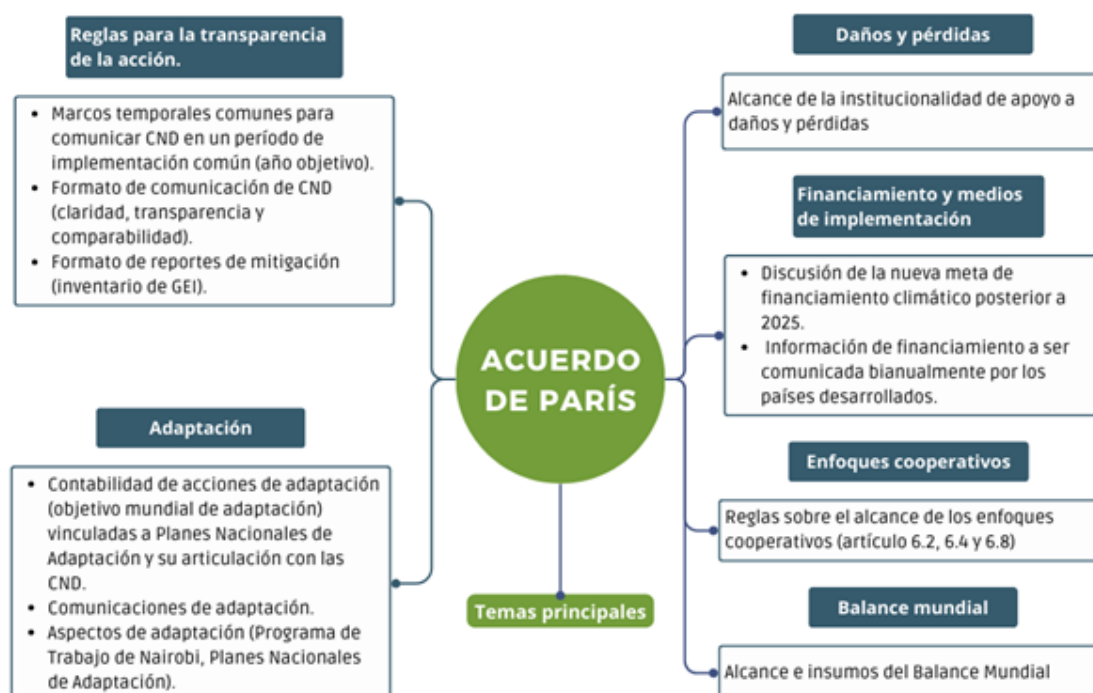 Reglas para la transparencia
de la acción.
• Marcos temporales comunes para
comunicar CND en un período de
implementación común (año objetivo).
• Formato de comunicación de CND
(claridad, transparencia y
comparabilidad).
• Formato de reportes de mitigación
(inventario de GEI).
Adaptación
• Contabilidad de acciones de adaptación
(objetivo mundial de adaptación)
vinculadas a Planes Nacionales de
Adaptación y su articulación con las
CND.
• Comunicaciones de adaptación.
• Aspectos de adaptación (Programa de
Trabajo de Nairobi, Planes Nacionales
de Adaptación).
ACUERDO
DE PARÍS
Temas principales
Daños y pérdidas
Alcance de la institucionalidad de apoyo a
daños y pérdidas
Financiamiento y medios
de implementación
• Discusión de la nueva meta de
financiamiento climático posterior a
2025.
• Información de financiamiento a ser
comunicada bianualmente por los
países desarrollados.
Enfoques cooperativos
Reglas sobre el alcance de los enfoques
cooperativos (artículo 6.2, 6.4 y 6.8)
Balance mundial
Alcance e insumos del Balance Mundial